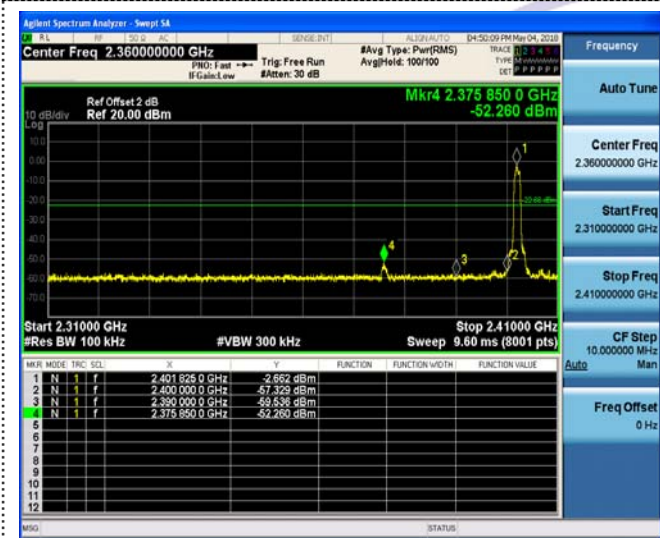 Agilent Spectrum Analyzer - Swept SA
RL RF 50 Ω AC SENSE:INT ALIGN AUTO 04:50:09 PM May 04, 2018
Center Freq 2.360000000 GHz
PNO: Fast
IFGain:Low
Trig: Free Run
#Atten: 30 dB
#Avg Type: Pwr(RMS)
Avg|Hold: 100/100
TRACE 1 2 3 4 5 6
TYPE M
DET P P P P P P
Mkr4 2.375 850 0 GHz
-52.260 dBm
Ref Offset 2 dB
10 dB/div Ref 20.00 dBm
Log
10.0
0.00
-10.0
-20.0
-30.0
-40.0
-50.0
-60.0
-70.0
1
-22.66 dBm
4
3
2
Start 2.31000 GHz Stop 2.41000 GHz
#Res BW 100 kHz #VBW 300 kHz Sweep 9.60 ms (8001 pts)
MKR MODE TRC SCL X Y FUNCTION FUNCTION WIDTH FUNCTION VALUE
1 N 1 f 2.401 825 0 GHz -2.662 dBm
2 N 1 f 2.400 000 0 GHz -57.329 dBm
3 N 1 f 2.390 000 0 GHz -59.536 dBm
4 N 1 f 2.375 850 0 GHz -52.260 dBm
5
6
7
8
9
10
11
12
MSG STATUS
Frequency
Auto Tune
Center Freq
2.360000000 GHz
Start Freq
2.310000000 GHz
Stop Freq
2.410000000 GHz
CF Step
10.000000 MHz
Auto Man
Freq Offset
0 Hz